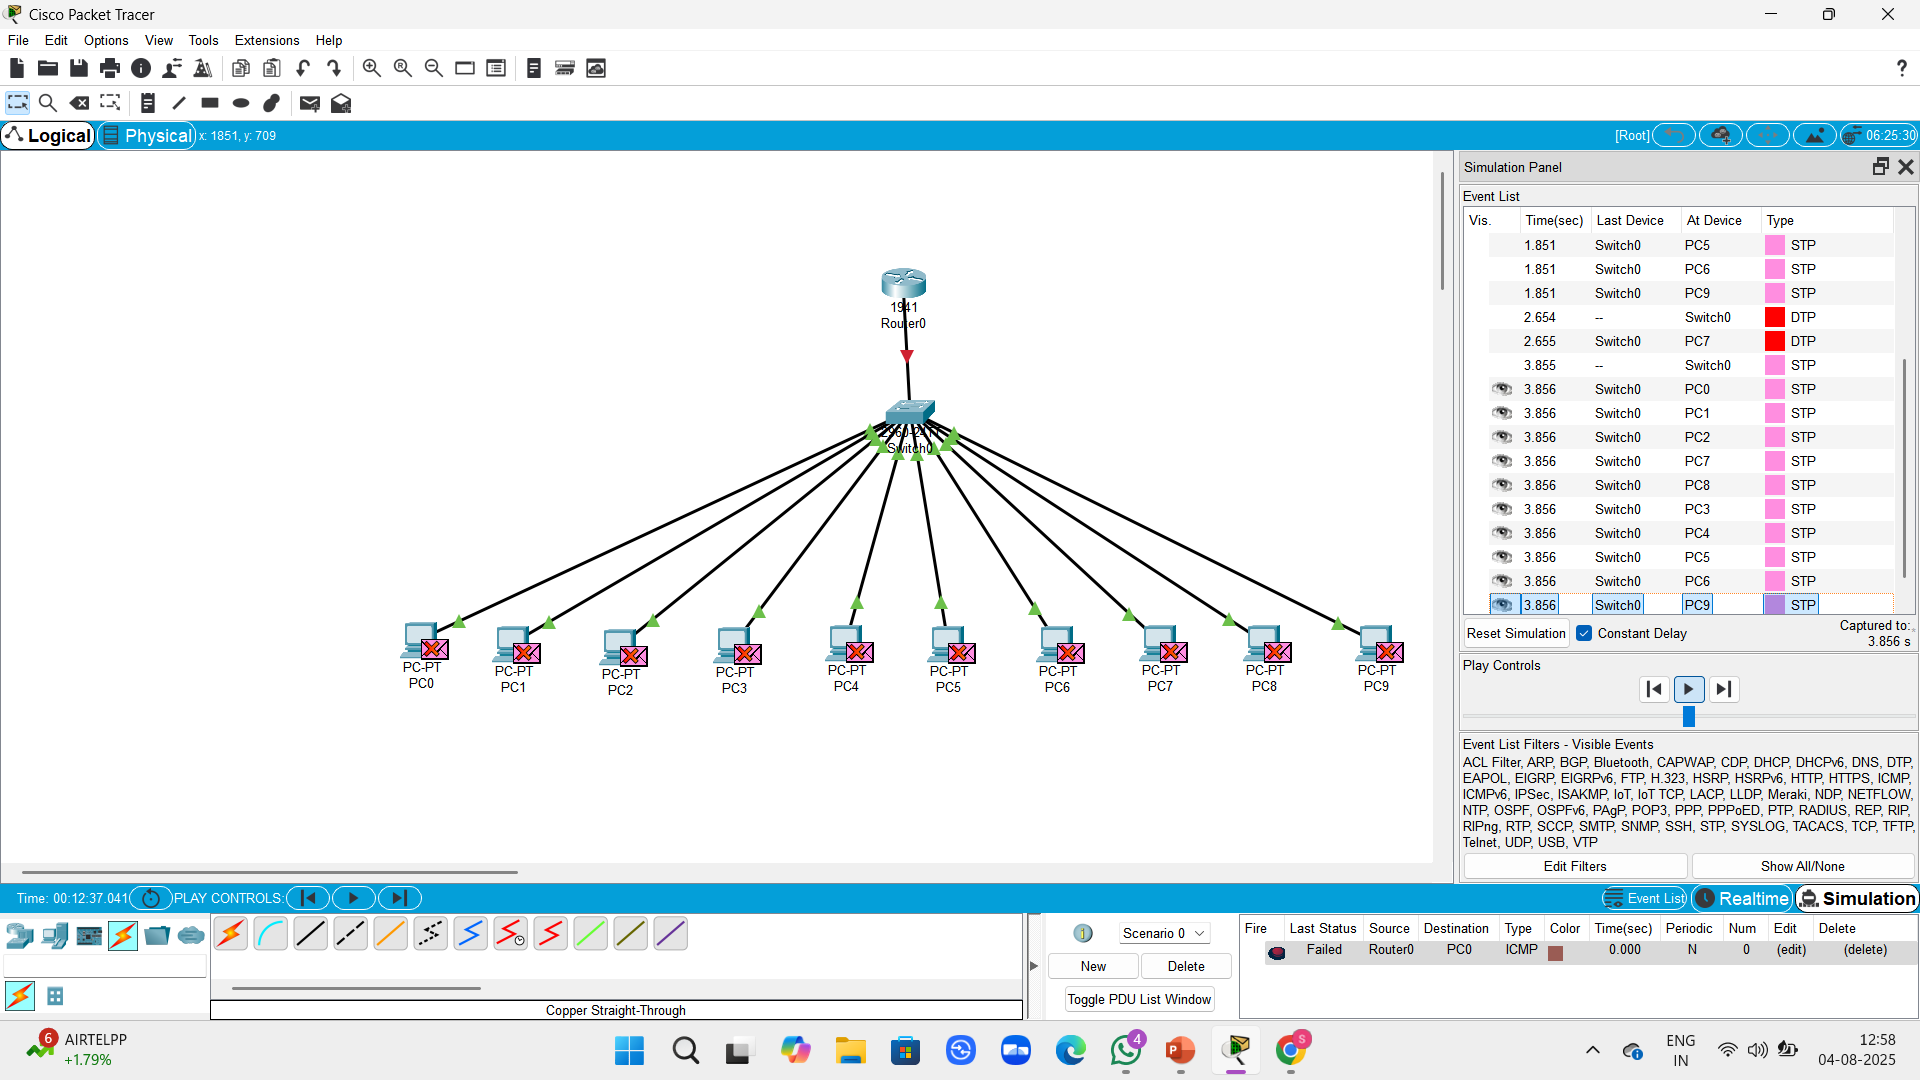 Cisco Packet Tracer
File Edit Options View Tools Extensions Help
Logical Physical x: 1851, y: 709
[Root] 06:25:30
1941
Router0
Switch0
PC-PT
PC0
PC-PT
PC1
PC-PT
PC2
PC-PT
PC3
PC-PT
PC4
PC-PT
PC5
PC-PT
PC6
PC-PT
PC7
PC-PT
PC8
PC-PT
PC9
Simulation Panel
Event List
Vis. Time(sec) Last Device At Device Type
1.851 Switch0 PC5 STP
1.851 Switch0 PC6 STP
1.851 Switch0 PC9 STP
2.654 -- Switch0 DTP
2.655 Switch0 PC7 DTP
3.855 -- Switch0 STP
3.856 Switch0 PC0 STP
3.856 Switch0 PC1 STP
3.856 Switch0 PC2 STP
3.856 Switch0 PC7 STP
3.856 Switch0 PC8 STP
3.856 Switch0 PC3 STP
3.856 Switch0 PC4 STP
3.856 Switch0 PC5 STP
3.856 Switch0 PC6 STP
3.856 Switch0 PC9 STP
Reset Simulation Constant Delay Captured to:
3.856 s
Play Controls
Event List Filters - Visible Events
ACL Filter, ARP, BGP, Bluetooth, CAPWAP, CDP, DHCP, DHCPv6, DNS, DTP,
EAPOL, EIGRP, EIGRPv6, FTP, H.323, HSRP, HSRPv6, HTTP, HTTPS, ICMP,
ICMPv6, IPSec, ISAKMP, IoT, IoT TCP, LACP, LLDP, Meraki, NDP, NETFLOW,
NTP, OSPF, OSPFv6, PAgP, POP3, PPP, PPPoED, PTP, RADIUS, REP, RIP,
RIPng, RTP, SCCP, SMTP, SNMP, SSH, STP, SYSLOG, TACACS, TCP, TFTP,
Telnet, UDP, USB, VTP
Edit Filters Show All/None
Time: 00:12:37.041 PLAY CONTROLS: Event List Realtime Simulation
Copper Straight-Through
Scenario 0
New Delete
Toggle PDU List Window
Fire Last Status Source Destination Type Color Time(sec) Periodic Num Edit Delete
Failed Router0 PC0 ICMP 0.000 N 0 (edit) (delete)
6 AIRTELPP
+1.79%
4
S
ENG
IN
12:58
04-08-2025